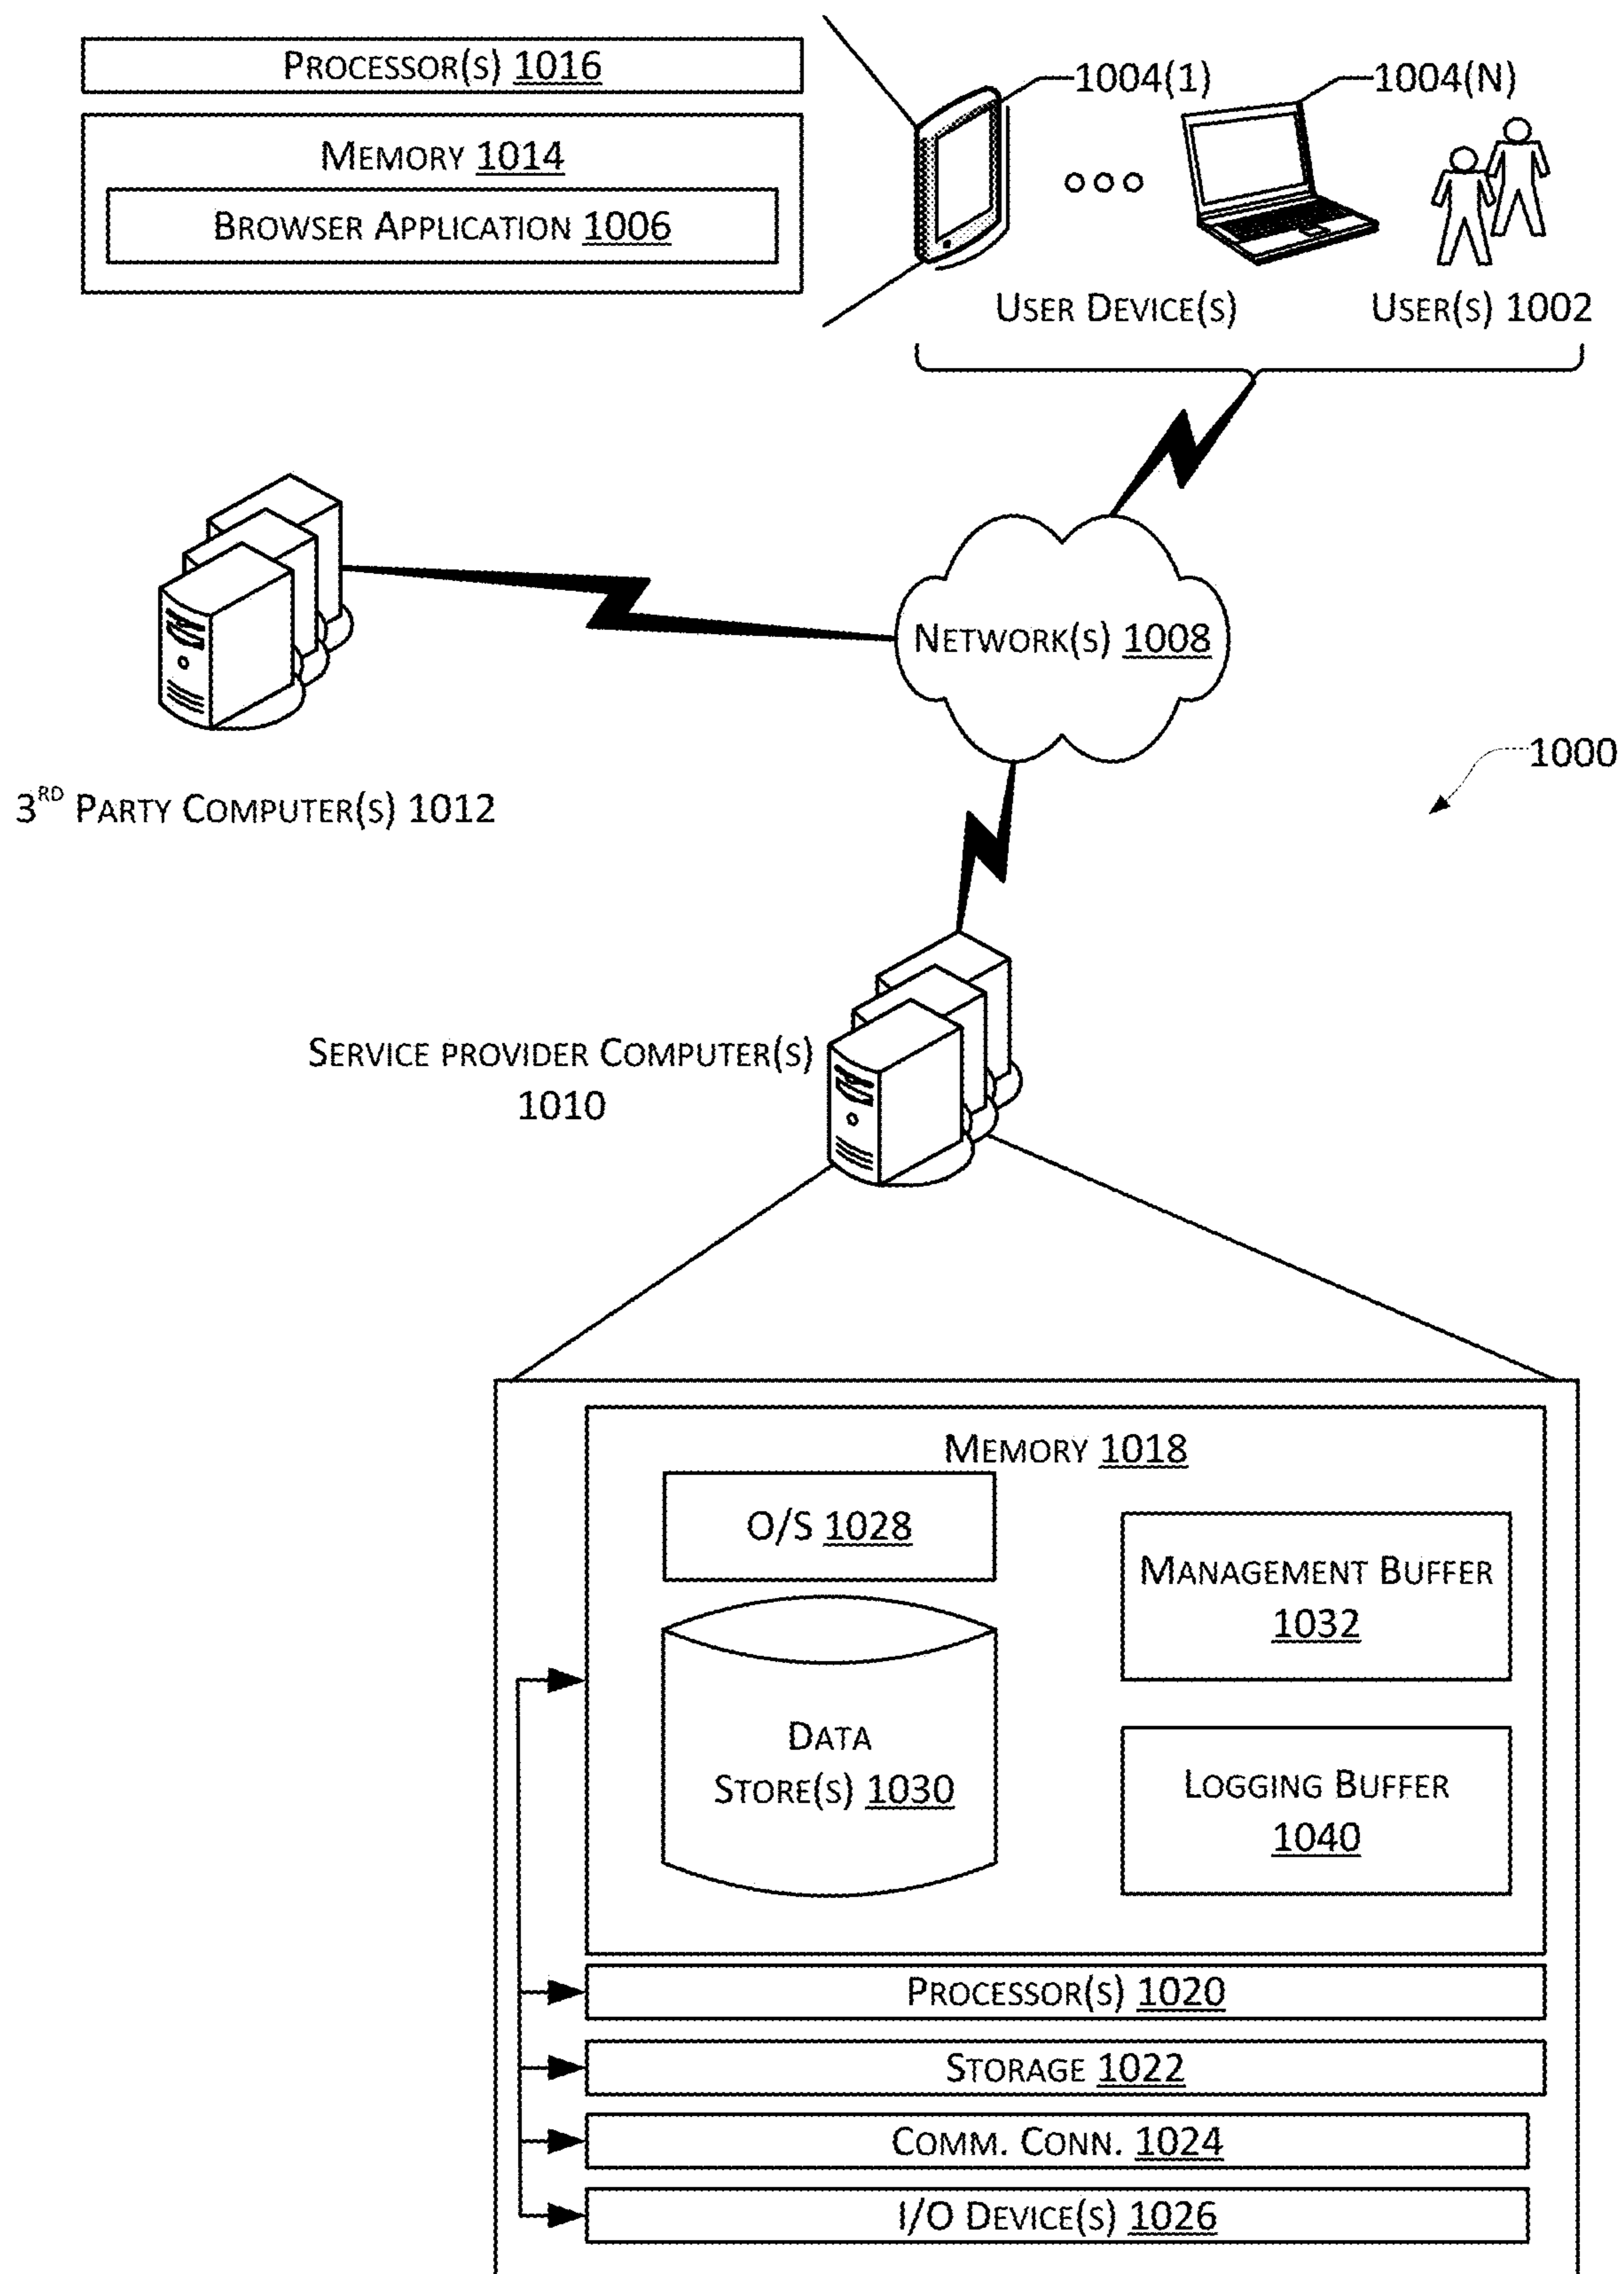 PROCESSOR(S) 1016
MEMORY 1014
BROWSER APPLICATION 1006
1004(1)
1004(N)
USER DEVICE(S)
USER(S) 1002
NETWORK(S) 1008
1000
3RD PARTY COMPUTER(S) 1012
SERVICE PROVIDER COMPUTER(S)
1010
MEMORY 1018
O/S 1028
MANAGEMENT BUFFER
1032
DATA
STORE(S) 1030
LOGGING BUFFER
1040
PROCESSOR(S) 1020
STORAGE 1022
COMM. CONN. 1024
I/O DEVICE(S) 1026